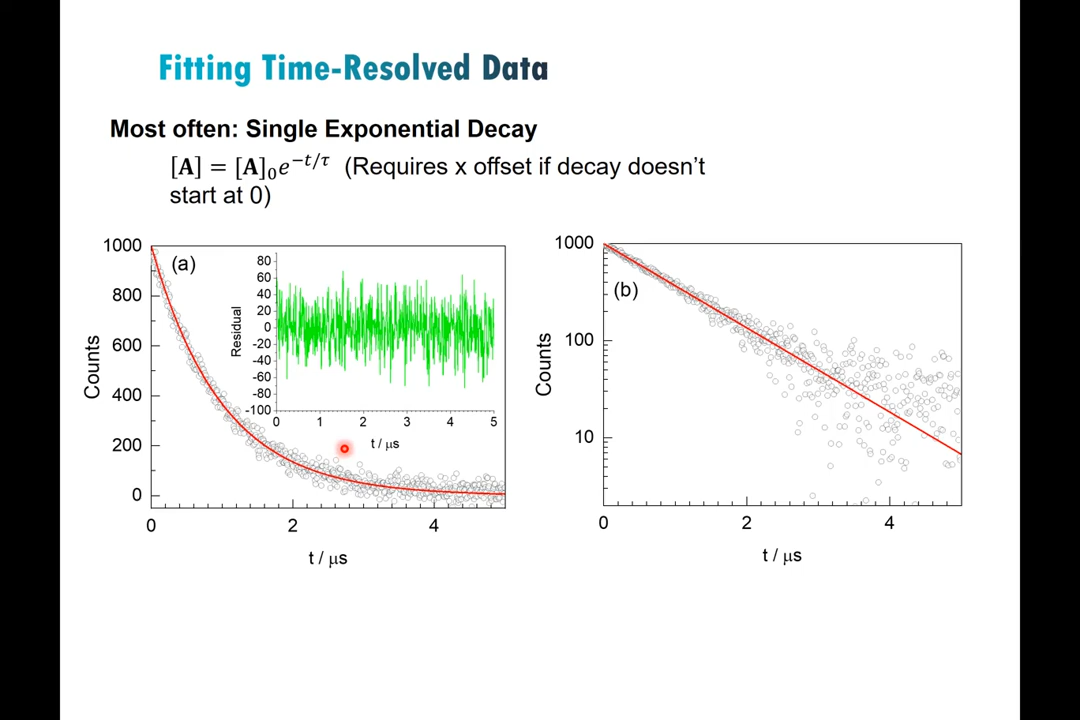 Fitting Time-Resolved Data
Most often: Single Exponential Decay
[A] = [A]₀e^{−t/τ} (Requires x offset if decay doesn't
start at 0)
(a)
Counts
1000
800
600
400
200
0
0 2 4
t / μs
Residual
80
60
40
20
0
-20
-40
-60
-80
-100
0 1 2 3 4 5
t / μs
(b)
Counts
1000
100
10
0 2 4
t / μs